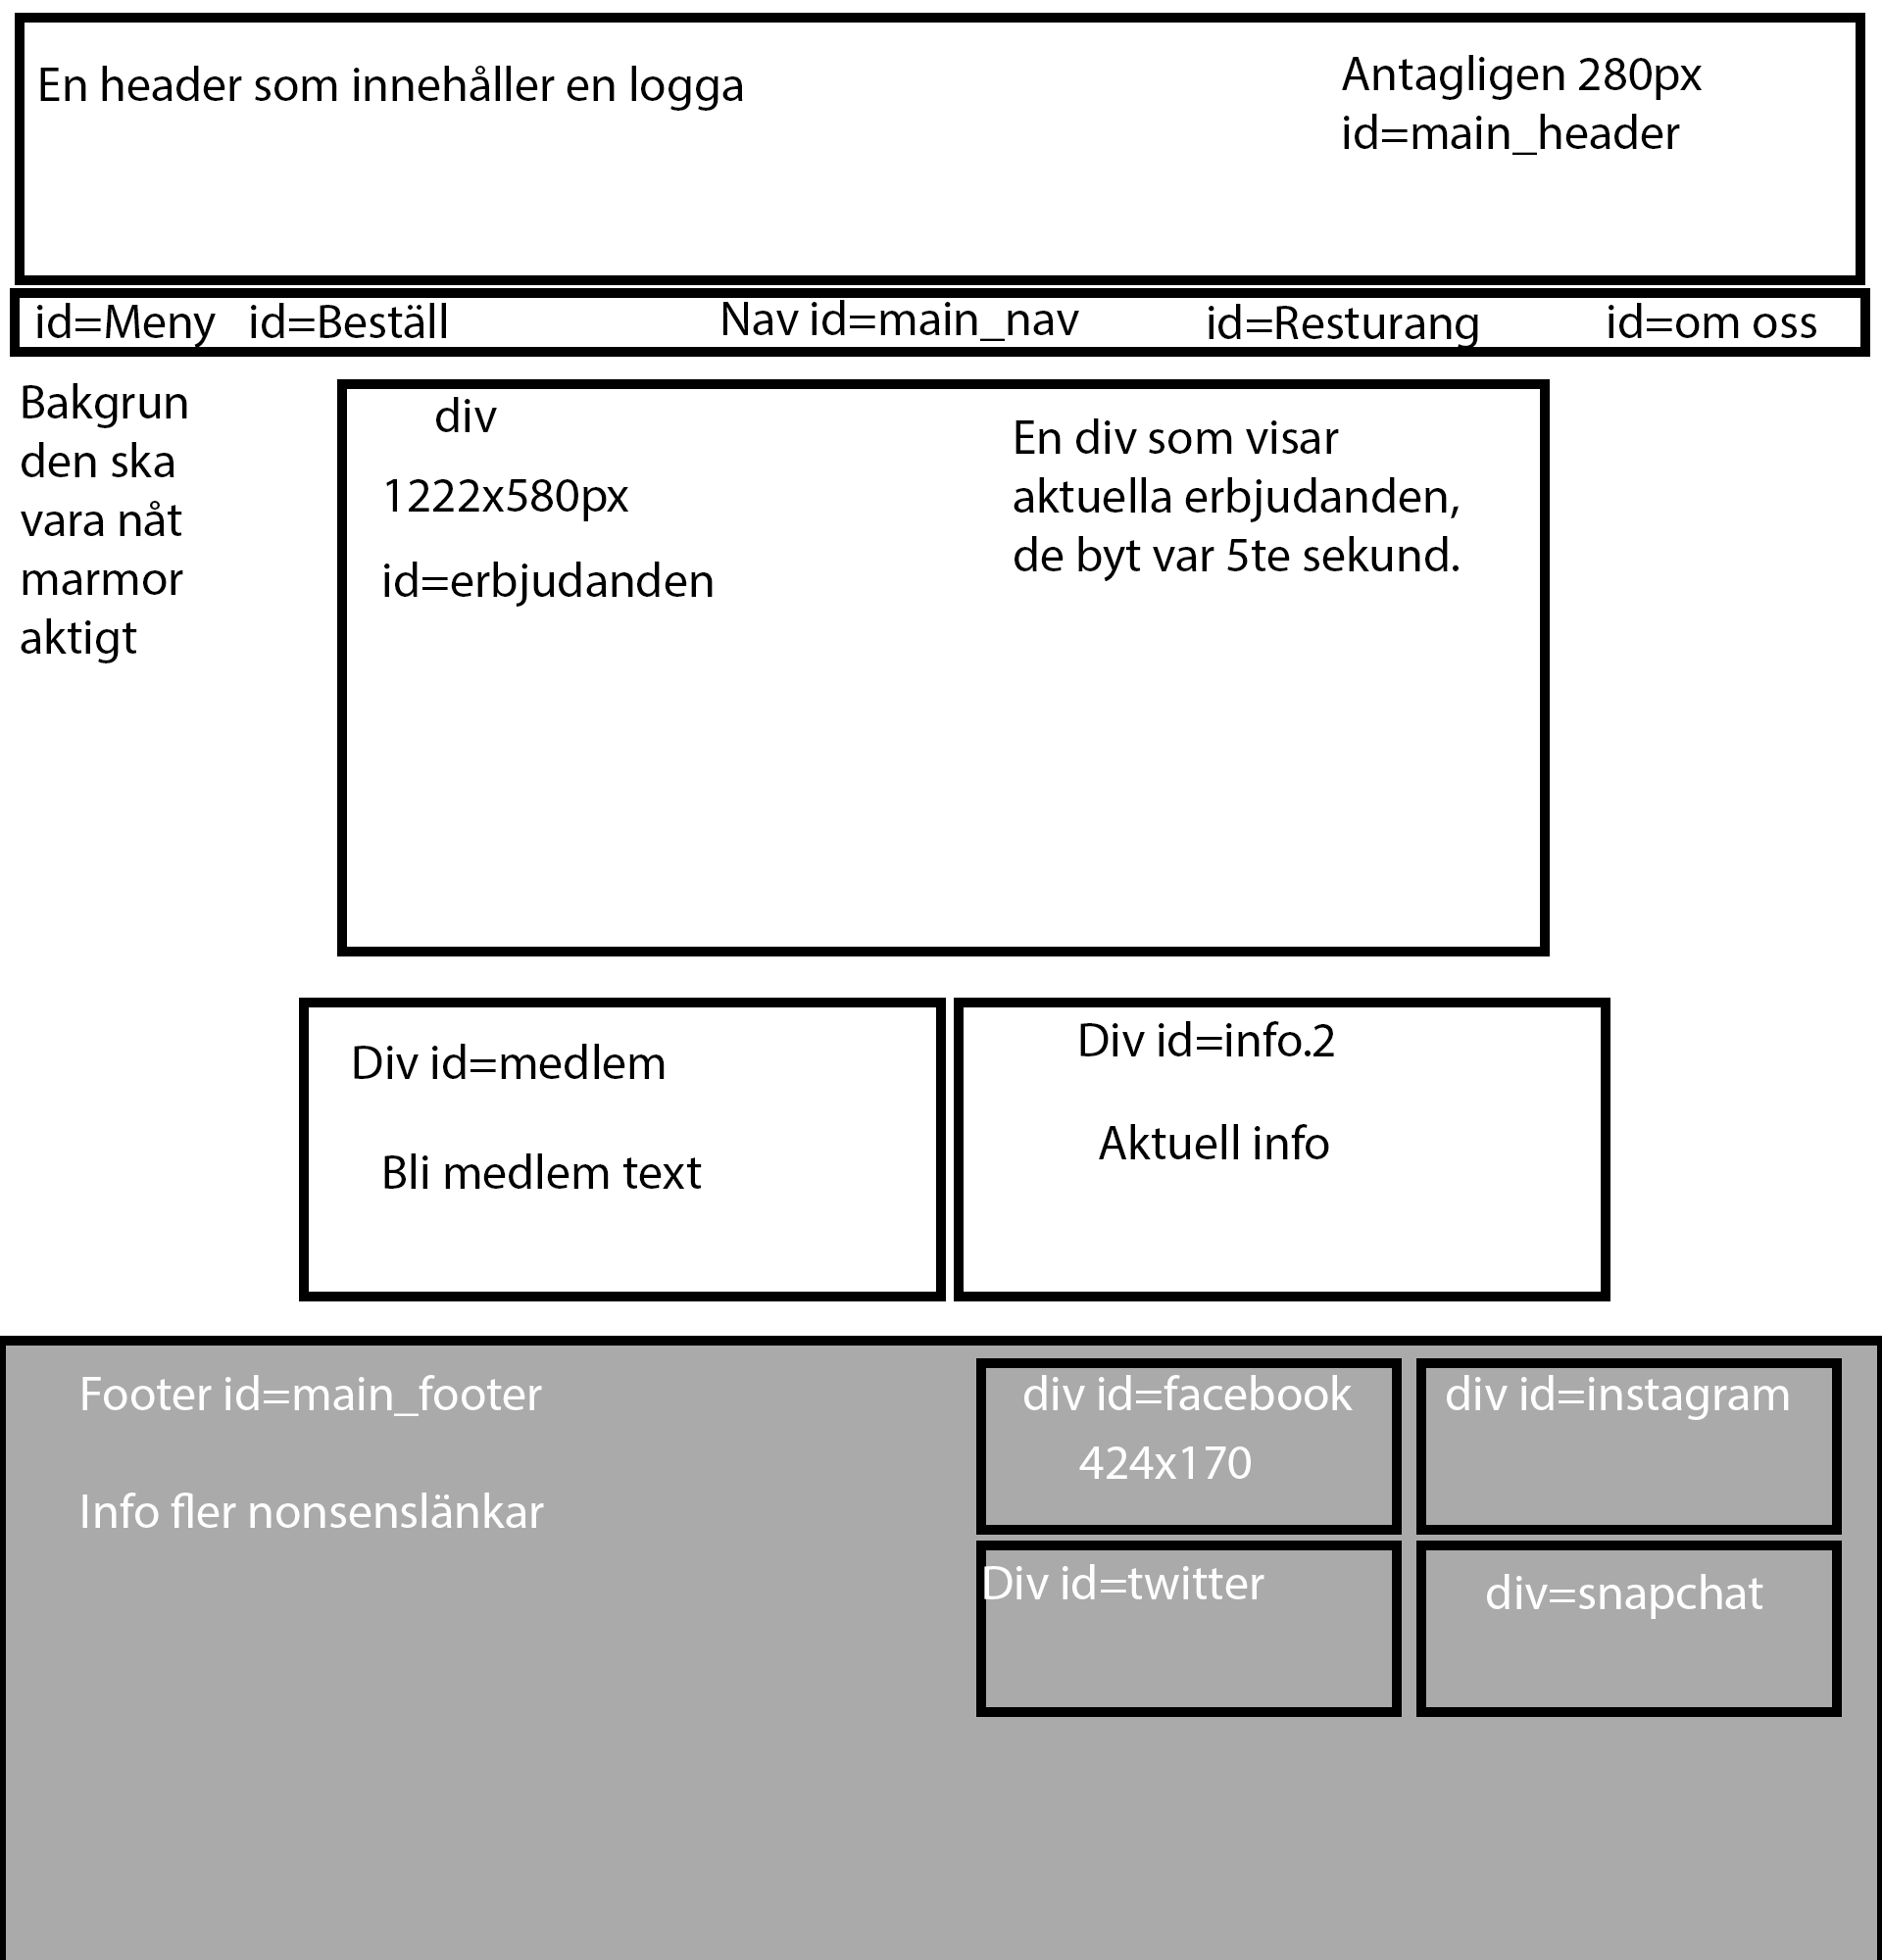 En header som innehåller en logga
Antagligen 280px
id=main_header
id=Meny id=Beställ Nav id=main_nav id=Resturang id=om oss
Bakgrun
den ska
vara nåt
marmor
aktigt
div
1222x580px
id=erbjudanden
En div som visar
aktuella erbjudanden,
de byt var 5te sekund.
Div id=medlem
Bli medlem text
Div id=info.2
Aktuell info
Footer id=main_footer
Info fler nonsenslänkar
div id=facebook
424x170
div id=instagram
Div id=twitter
div=snapchat